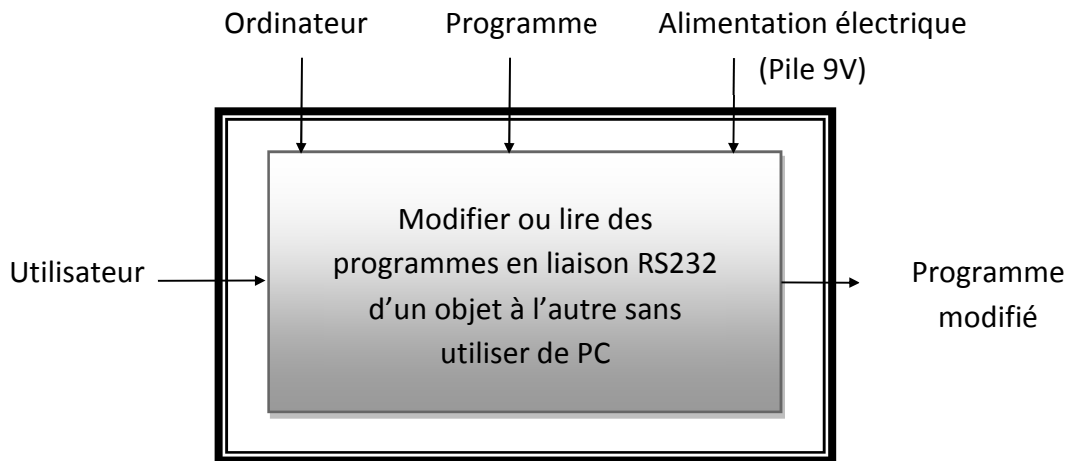 Ordinateur
Programme
Alimentation électrique
(Pile 9V)
Modifier ou lire des
programmes en liaison RS232
d’un objet à l’autre sans
utiliser de PC
Utilisateur
Programme
modifié